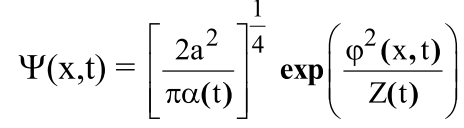 Ψ(x,t) = [2a²/πα(t)]^(1/4) exp(φ²(x,t)/Z(t))